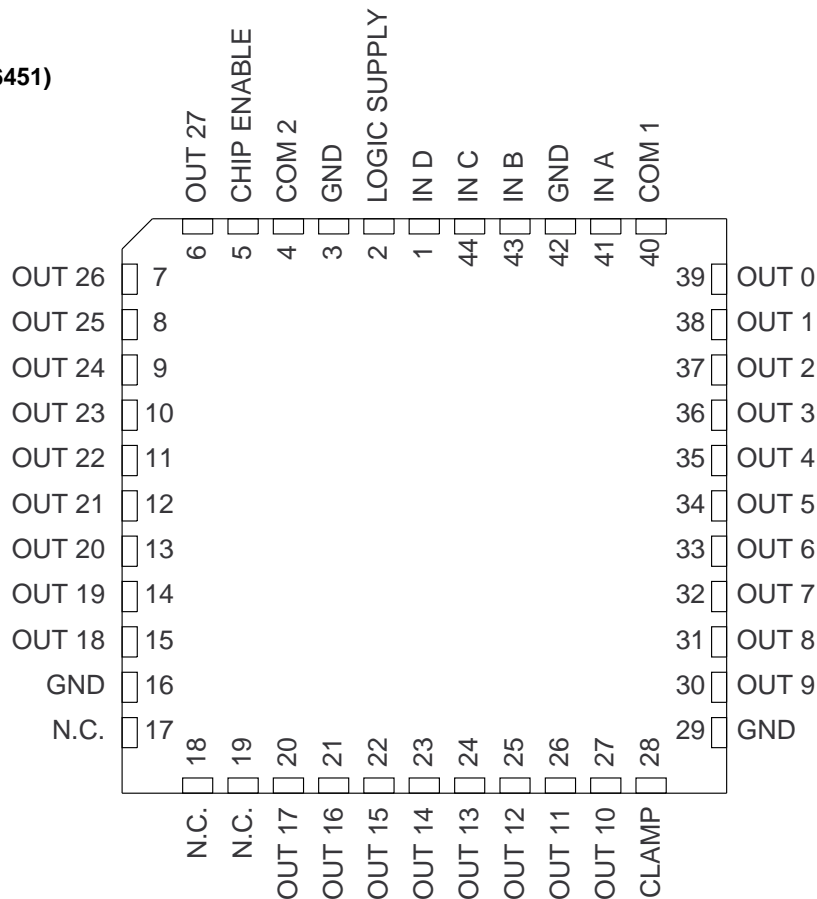 6451)
OUT 27
CHIP ENABLE
COM 2
GND
LOGIC SUPPLY
IN D
IN C
IN B
GND
IN A
COM 1
6 5 4 3 2 1 44 43 42 41 40
OUT 26 7 39 OUT 0
OUT 25 8 38 OUT 1
OUT 24 9 37 OUT 2
OUT 23 10 36 OUT 3
OUT 22 11 35 OUT 4
OUT 21 12 34 OUT 5
OUT 20 13 33 OUT 6
OUT 19 14 32 OUT 7
OUT 18 15 31 OUT 8
GND 16 30 OUT 9
N.C. 17 29 GND
18 19 20 21 22 23 24 25 26 27 28
N.C.
N.C.
OUT 17
OUT 16
OUT 15
OUT 14
OUT 13
OUT 12
OUT 11
OUT 10
CLAMP